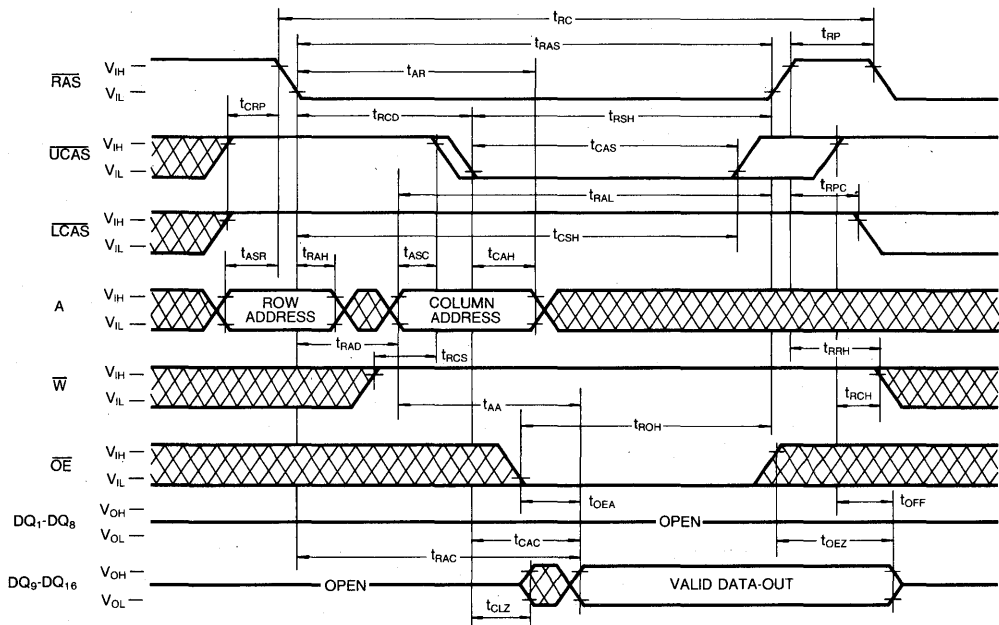 tRC
tRAS
tRP
RAS
VIH
VIL
tAR
tCRP
tRCD
tRSH
UCAS
VIH
VIL
tCAS
tRAL
tRPC
LCAS
VIH
VIL
tCSH
tASR
tRAH
tASC
tCAH
A
VIH
VIL
ROW
ADDRESS
COLUMN
ADDRESS
tRAD
tRCS
tRRH
W
VIH
VIL
tAA
tRCH
tROH
OE
VIH
VIL
tOEA
tOFF
DQ1-DQ8
VOH
VOL
OPEN
tCAC
tOEZ
tRAC
DQ9-DQ16
VOH
VOL
OPEN
VALID DATA-OUT
tCLZ